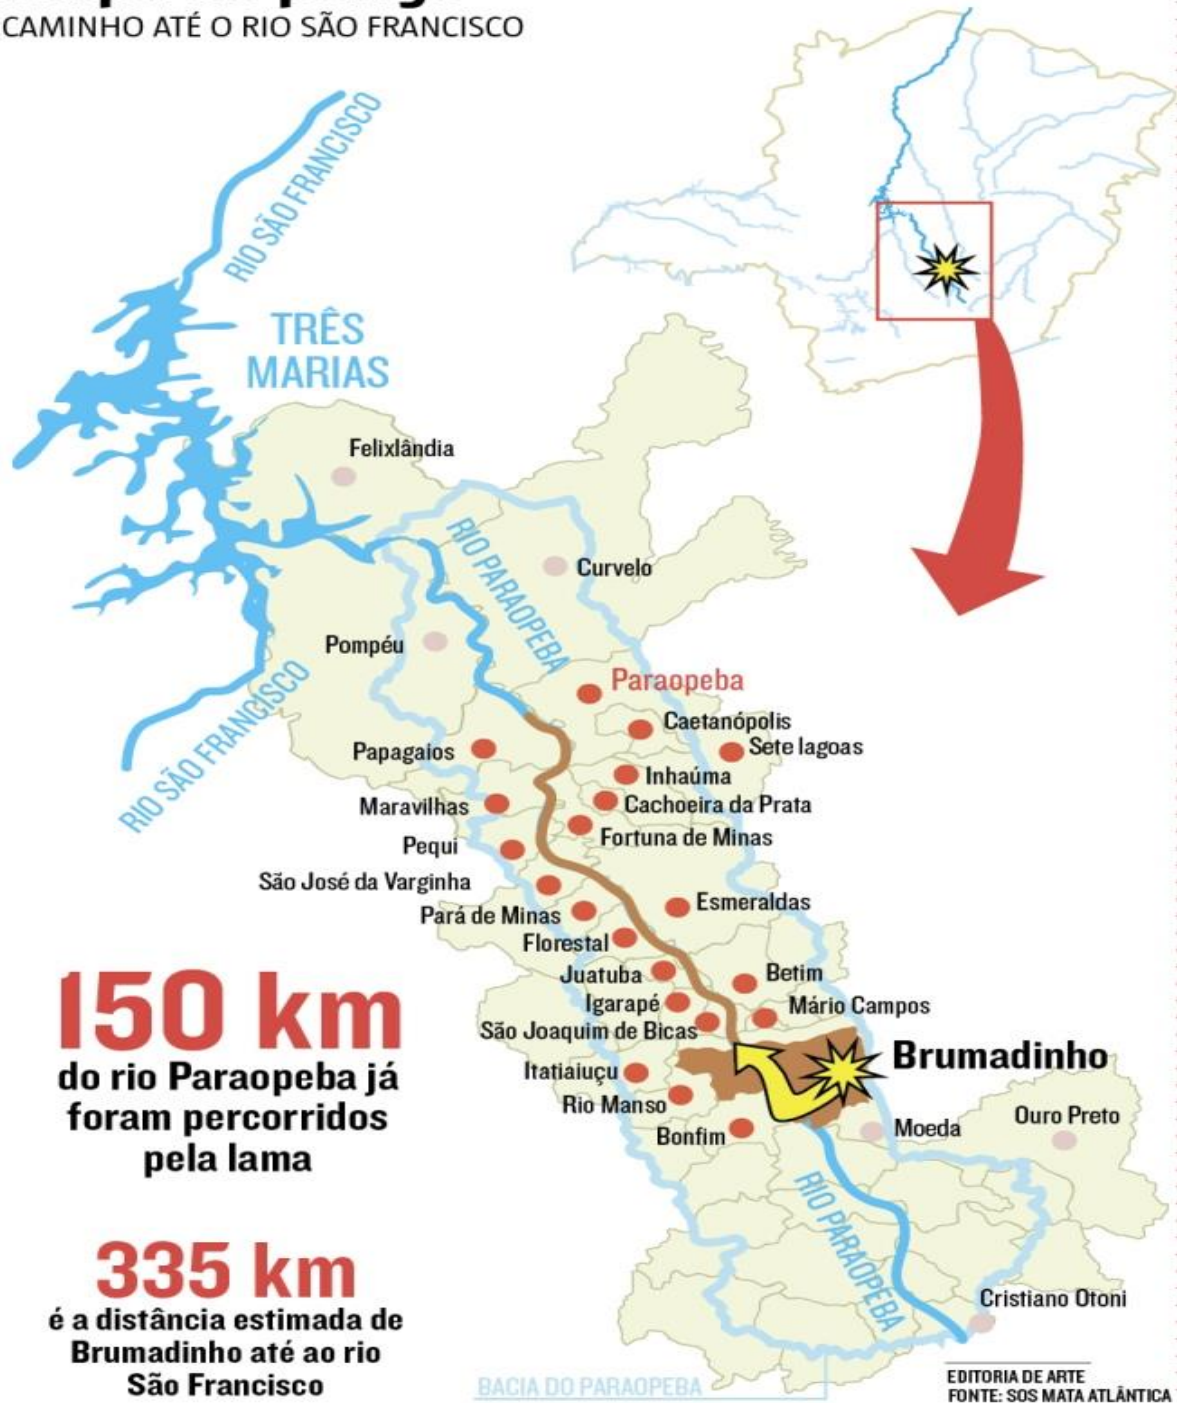 CAMINHO ATÉ O RIO SÃO FRANCISCO
RIO SÃO FRANCISCO
TRÊS
MARIAS
Felixlândia
RIO PARAOPEBA
Curvelo
Pompéu
RIO SÃO FRANCISCO
Paraopeba
Caetanópolis
Sete lagoas
Papagaios
Inhaúma
Maravilhas
Cachoeira da Prata
Fortuna de Minas
Pequi
São José da Varginha
Esmeraldas
Pará de Minas
Florestal
Juatuba
Betim
Igarapé
Mário Campos
São Joaquim de Bicas
Brumadinho
Itatiaiuçu
Rio Manso
Bonfim
Moeda
Ouro Preto
RIO PARAOPEBA
Cristiano Otoni
150 km
do rio Paraopeba já
foram percorridos
pela lama
335 km
é a distância estimada de
Brumadinho até ao rio
São Francisco
BACIA DO PARAOPEBA
EDITORIA DE ARTE
FONTE: SOS MATA ATLÂNTICA